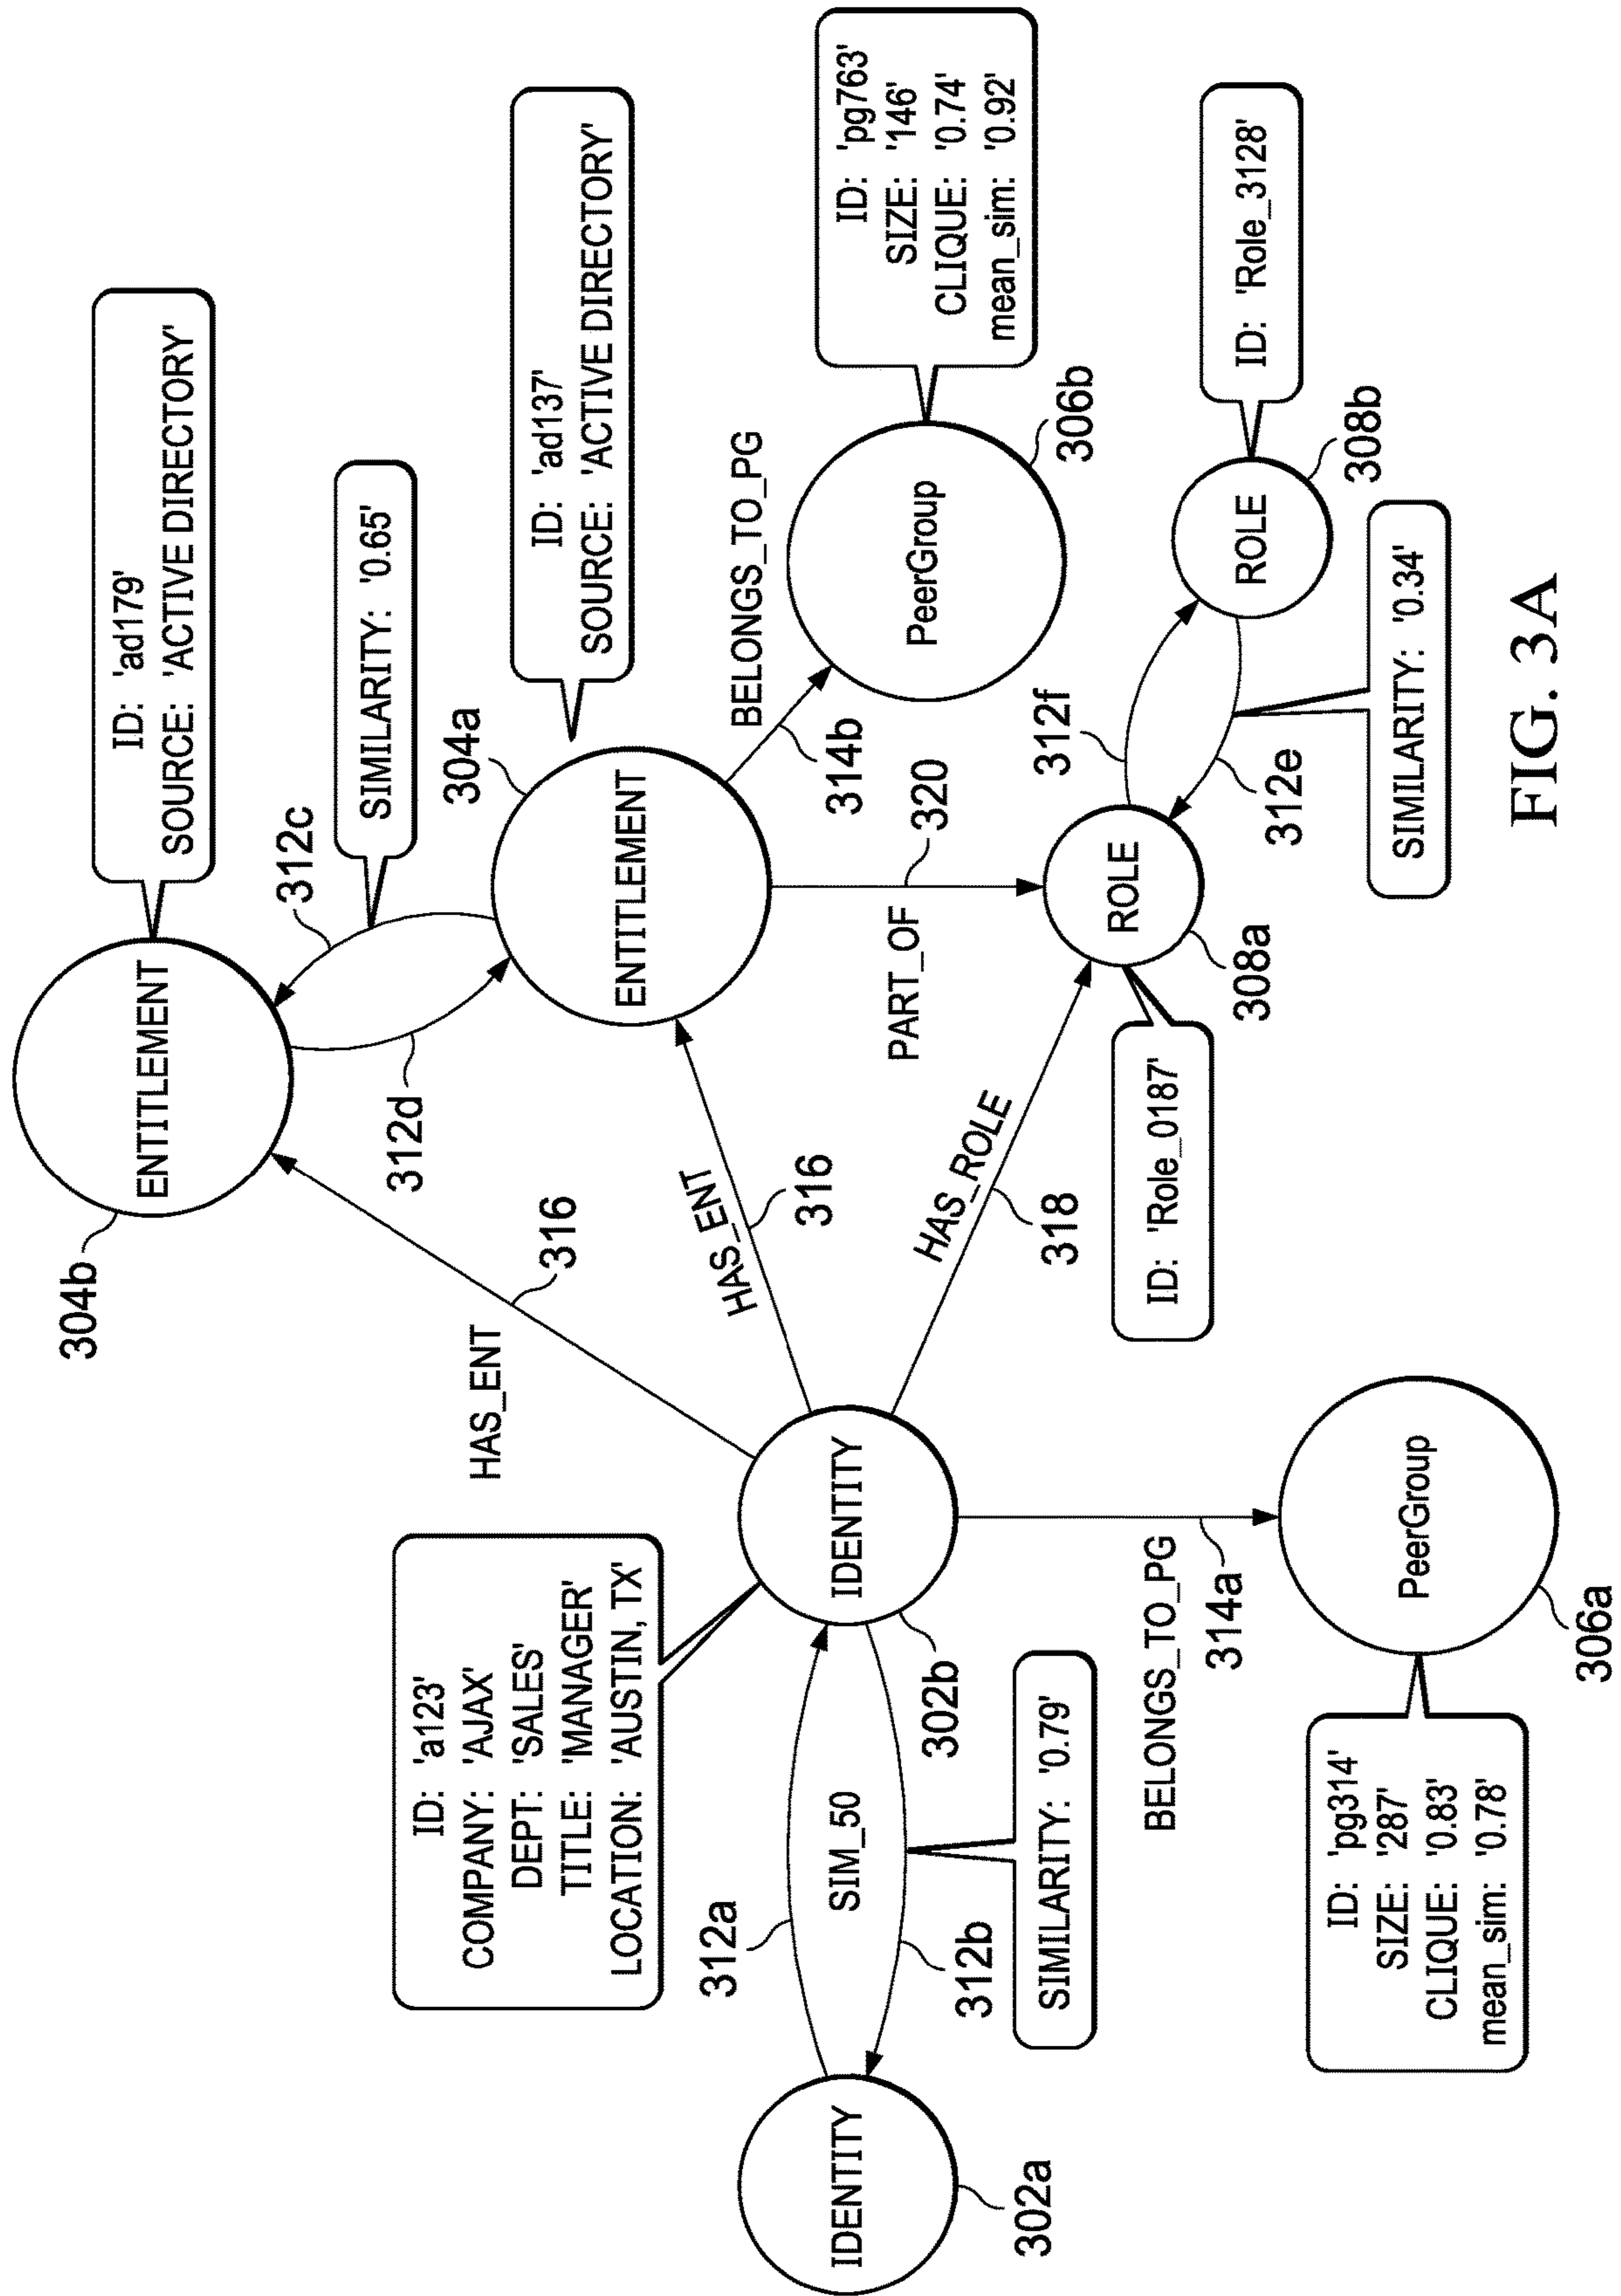 304b
ENTITLEMENT
ID: 'ad179'
SOURCE: 'ACTIVE DIRECTORY'
312c
SIMILARITY: '0.65'
312d
HAS_ENT
316
304a
ENTITLEMENT
ID: 'ad137'
SOURCE: 'ACTIVE DIRECTORY'
ID: 'a123'
COMPANY: 'AJAX'
DEPT: 'SALES'
TITLE: 'MANAGER'
LOCATION: 'AUSTIN, TX'
HAS_ENT
316
BELONGS_TO_PG
314b
PeerGroup
306b
ID: 'pg763'
SIZE: '146'
CLIQUE: '0.74'
mean_sim: '0.92'
312a
SIM_50
312b
SIMILARITY: '0.79'
IDENTITY
302a
IDENTITY
302b
HAS_ROLE
318
PART_OF
320
ROLE
308a
ID: 'Role_0187'
312f
312e
SIMILARITY: '0.34'
ROLE
308b
ID: 'Role_3128'
BELONGS_TO_PG
314a
PeerGroup
306a
ID: 'pg314'
SIZE: '287'
CLIQUE: '0.83'
mean_sim: '0.78'
FIG. 3A